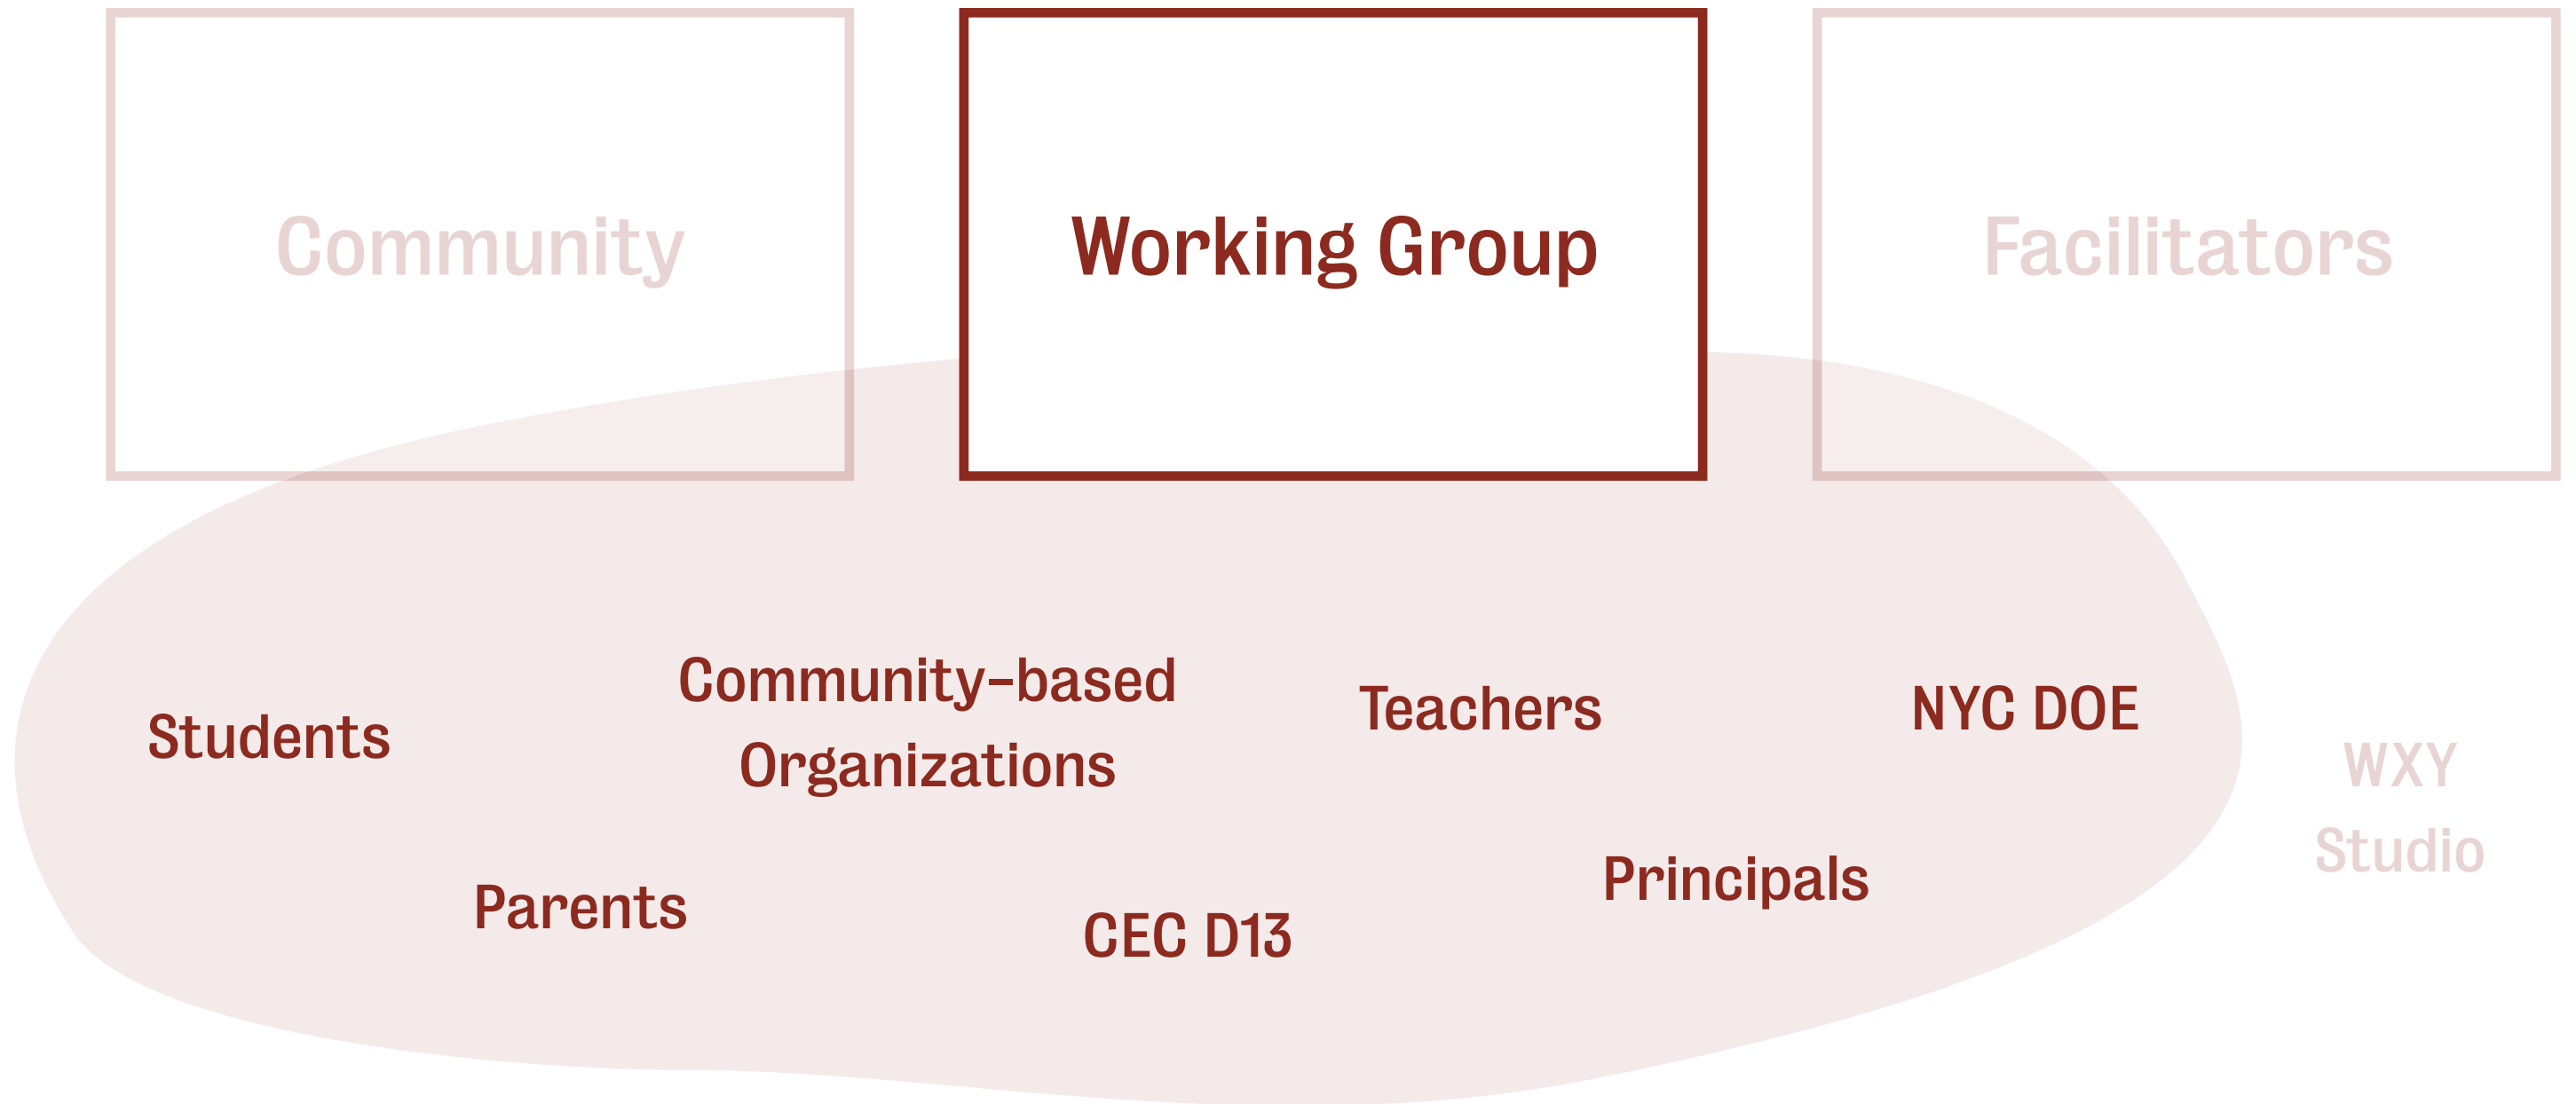 Community
Working Group
Facilitators
Students
Community-based
Organizations
Teachers
NYC DOE
WXY
Studio
Parents
CEC D13
Principals